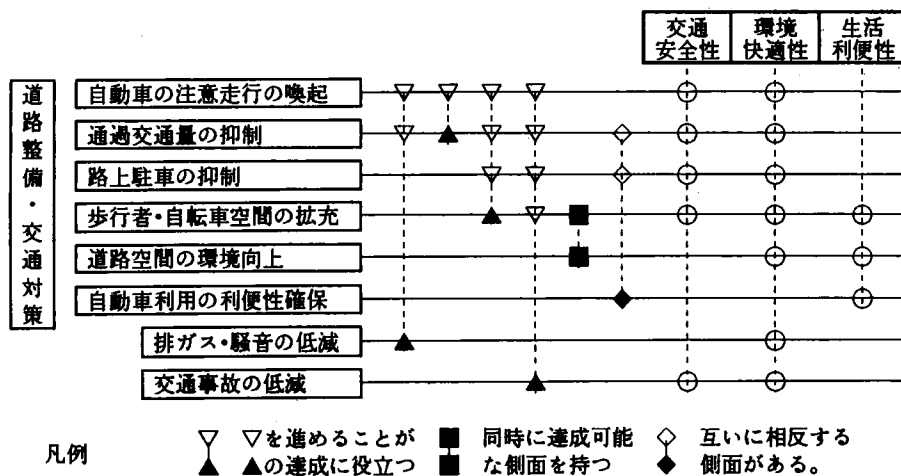 交通
安全性
環境
快適性
生活
利便性
道路整備・交通対策
自動車の注意走行の喚起
通過交通量の抑制
路上駐車の抑制
歩行者・自転車空間の拡充
道路空間の環境向上
自動車利用の利便性確保
排ガス・騒音の低減
交通事故の低減
凡例
▽ ▽を進めることが
▲ ▲の達成に役立つ
■ 同時に達成可能
■ な側面を持つ
◇ 互いに相反する
◆ 側面がある。